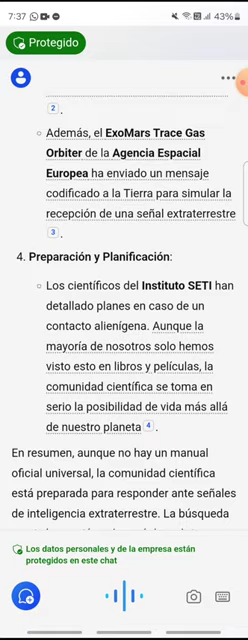 7:37
43%
Protegido
2
Además, el ExoMars Trace Gas
Orbiter de la Agencia Espacial
Europea ha enviado un mensaje
codificado a la Tierra para simular la
recepción de una señal extraterrestre
3 .
4. Preparación y Planificación:
Los científicos del Instituto SETI han
detallado planes en caso de un
contacto alienígena. Aunque la
mayoría de nosotros solo hemos
visto esto en libros y películas, la
comunidad científica se toma en
serio la posibilidad de vida más allá
de nuestro planeta 4 .
En resumen, aunque no hay un manual
oficial universal, la comunidad científica
está preparada para responder ante señales
de inteligencia extraterrestre. La búsqueda
Los datos personales y de la empresa están
protegidos en este chat